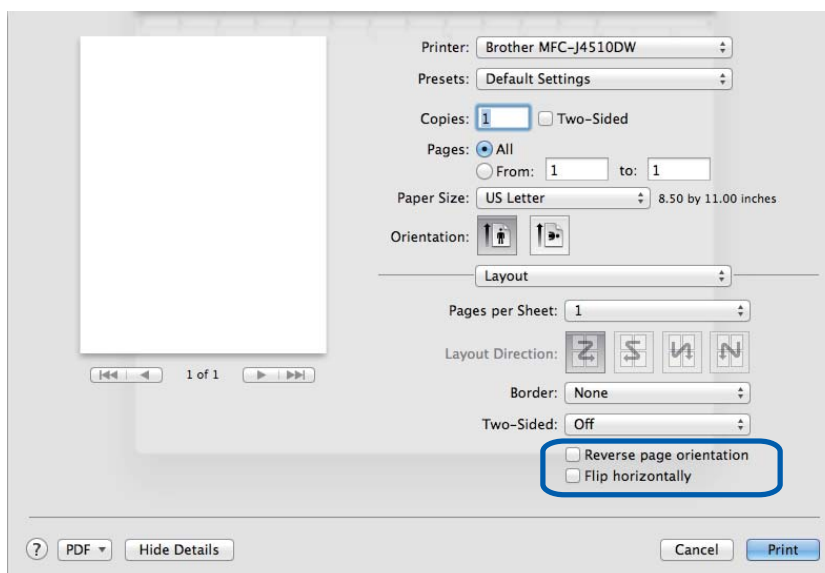 Printer: Brother MFC-J4510DW
Presets: Default Settings
Copies: 1 Two-Sided
Pages: All
From: 1 to: 1
Paper Size: US Letter 8.50 by 11.00 inches
Orientation:
Layout
Pages per Sheet: 1
Layout Direction:
1 of 1
Border: None
Two-Sided: Off
Reverse page orientation
Flip horizontally
? PDF Hide Details Cancel Print